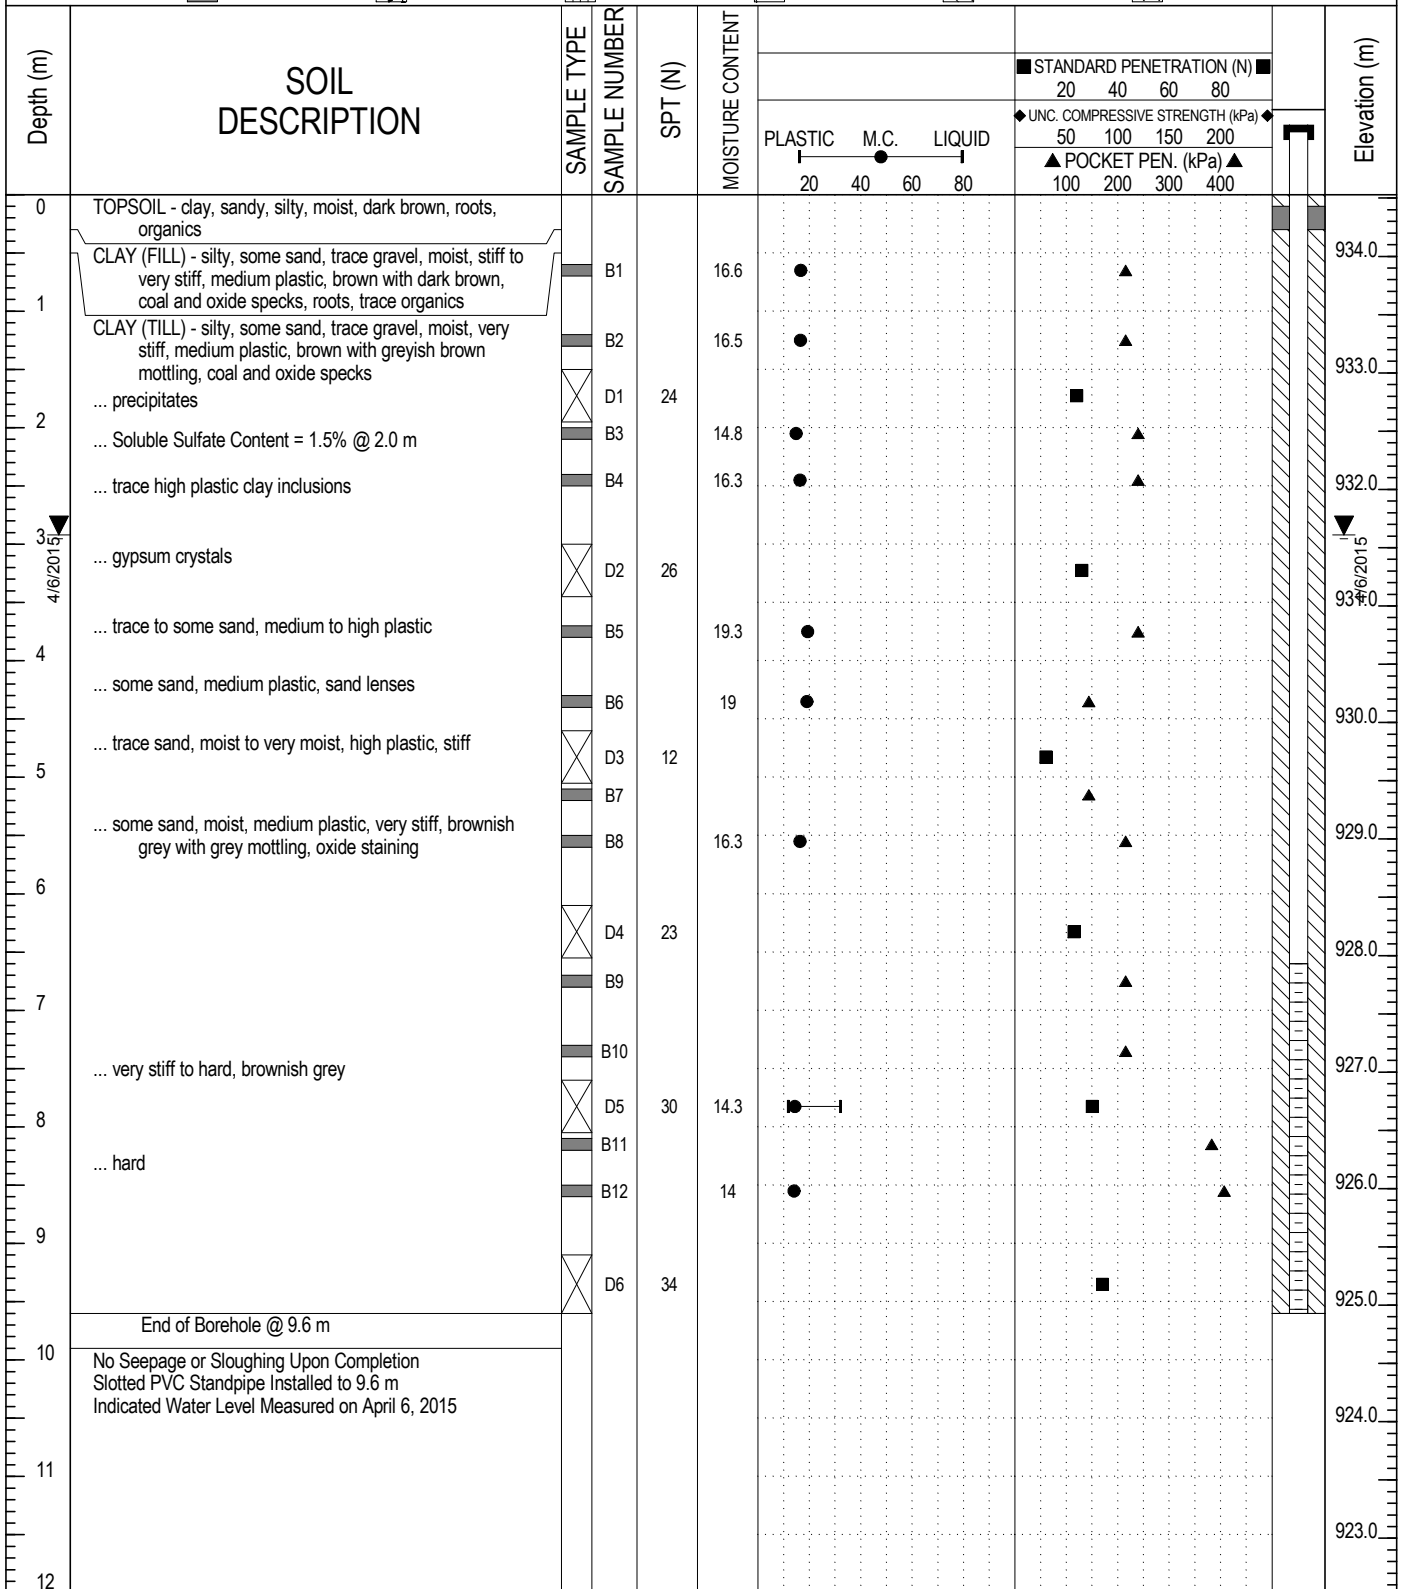 Depth (m)
SOIL
DESCRIPTION
SAMPLE TYPE
SAMPLE NUMBER
SPT (N)
MOISTURE CONTENT
PLASTIC M.C. LIQUID
20 40 60 80
STANDARD PENETRATION (N)
20 40 60 80
UNC. COMPRESSIVE STRENGTH (kPa)
50 100 150 200
POCKET PEN. (kPa)
100 200 300 400
Elevation (m)
0
TOPSOIL - clay, sandy, silty, moist, dark brown, roots,
organics
CLAY (FILL) - silty, some sand, trace gravel, moist, stiff to
very stiff, medium plastic, brown with dark brown,
coal and oxide specks, roots, trace organics
934.0
B1 16.6
1
CLAY (TILL) - silty, some sand, trace gravel, moist, very
stiff, medium plastic, brown with greyish brown
mottling, coal and oxide specks
B2 16.5
933.0
... precipitates
D1 24
2
... Soluble Sulfate Content = 1.5% @ 2.0 m
B3 14.8
... trace high plastic clay inclusions
B4 16.3
932.0
3
4/6/2015
4/6/2015
... gypsum crystals
D2 26
931.0
... trace to some sand, medium to high plastic
B5 19.3
4
... some sand, medium plastic, sand lenses
B6 19
930.0
... trace sand, moist to very moist, high plastic, stiff
D3 12
5
B7
... some sand, moist, medium plastic, very stiff, brownish
grey with grey mottling, oxide staining
B8 16.3
929.0
6
D4 23
928.0
B9
7
B10
... very stiff to hard, brownish grey
927.0
D5 30 14.3
8
B11
... hard
B12 14
926.0
9
D6 34
925.0
End of Borehole @ 9.6 m
10
No Seepage or Sloughing Upon Completion
Slotted PVC Standpipe Installed to 9.6 m
Indicated Water Level Measured on April 6, 2015
924.0
11
923.0
12